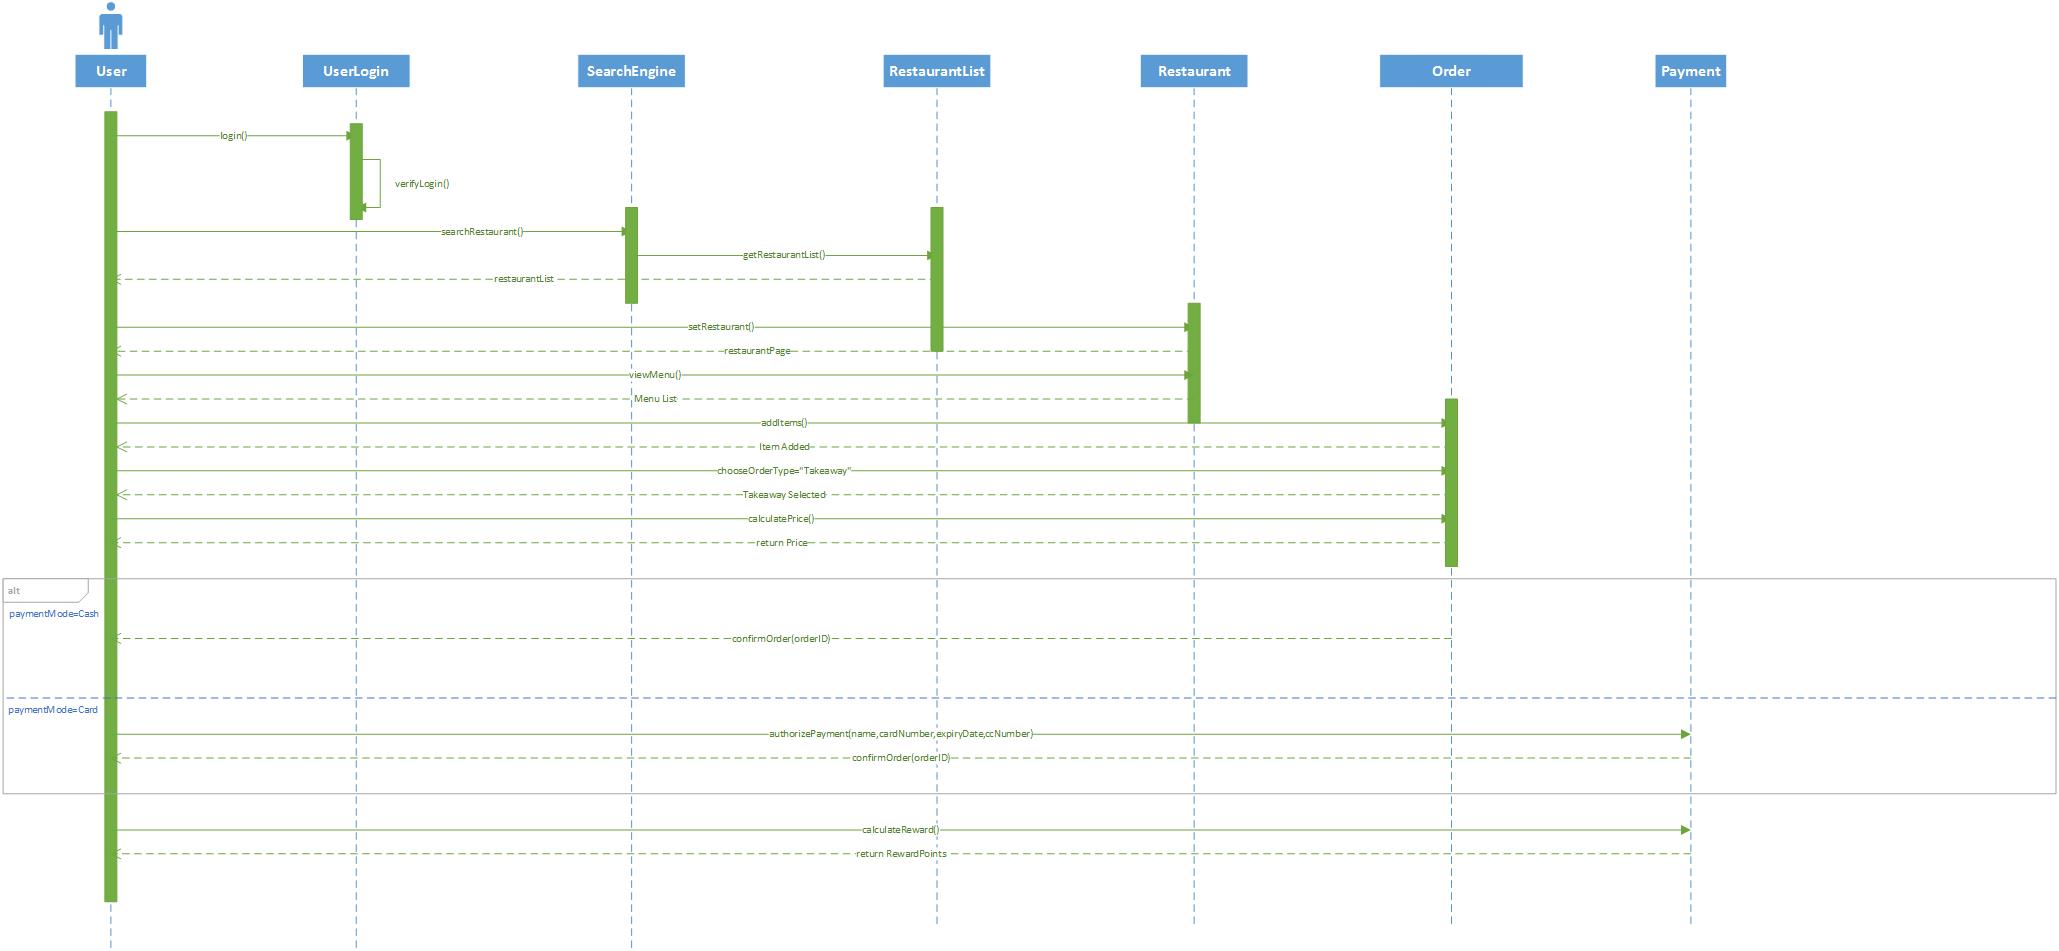 User
UserLogin
SearchEngine
RestaurantList
Restaurant
Order
Payment
login()
verifyLogin()
searchRestaurant()
getRestaurantList()
restaurantList
setRestaurant()
restaurantPage
viewMenu()
Menu List
addItems()
Item Added
chooseOrderType="Takeaway"
Takeaway Selected
calculatePrice()
return Price
alt
paymentMode=Cash
confirmOrder(orderID)
paymentMode=Card
authorizePayment(name,cardNumber,expiryDate,ccNumber)
confirmOrder(orderID)
calculateReward()
return RewardPoints